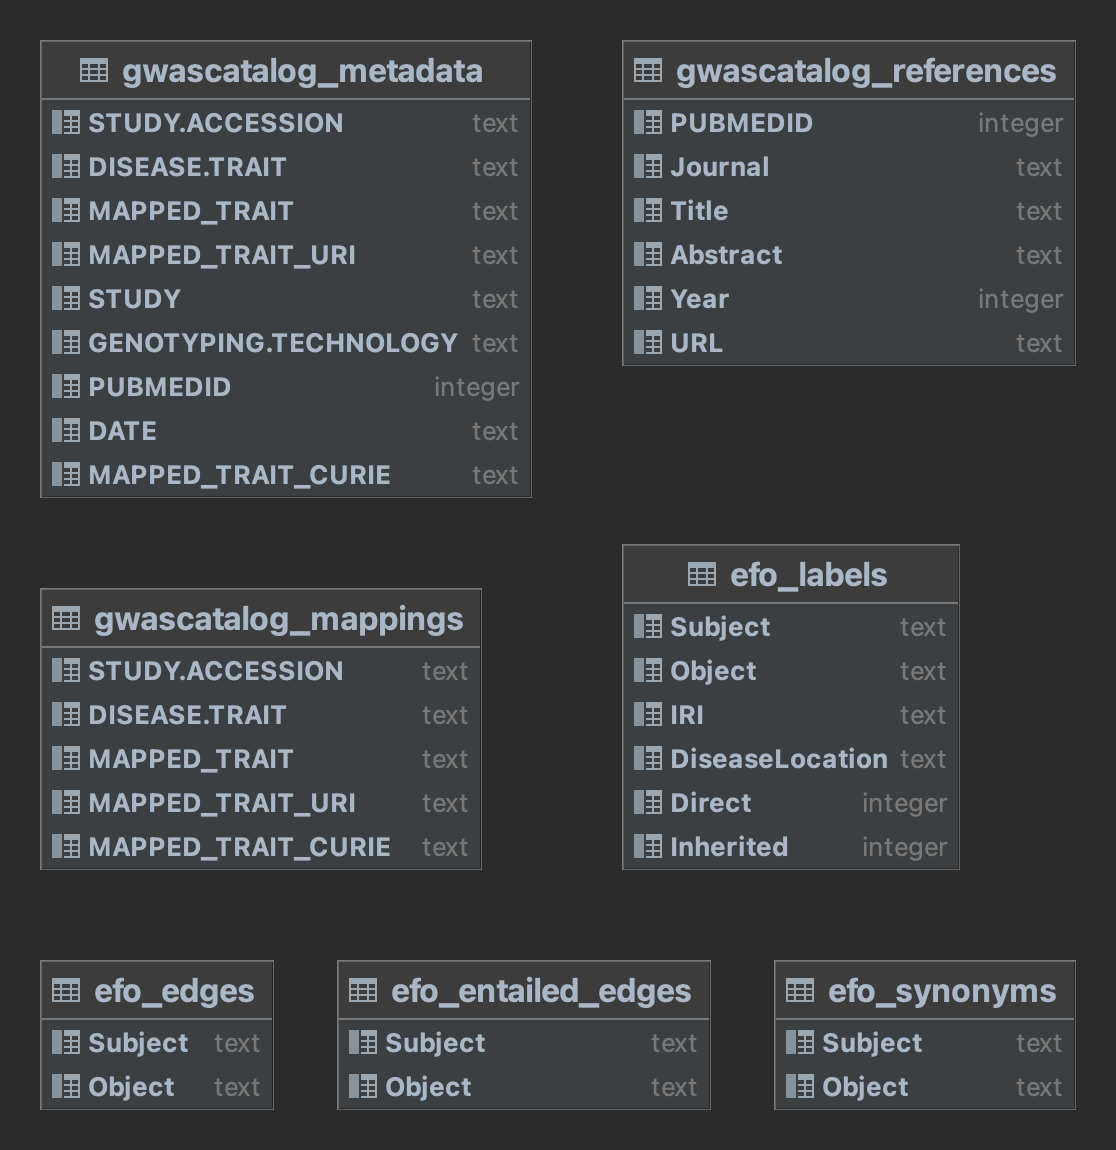 gwascatalog_metadata
STUDY.ACCESSION text
DISEASE.TRAIT text
MAPPED_TRAIT text
MAPPED_TRAIT_URI text
STUDY text
GENOTYPING.TECHNOLOGY text
PUBMEDID integer
DATE text
MAPPED_TRAIT_CURIE text
gwascatalog_references
PUBMEDID integer
Journal text
Title text
Abstract text
Year integer
URL text
gwascatalog_mappings
STUDY.ACCESSION text
DISEASE.TRAIT text
MAPPED_TRAIT text
MAPPED_TRAIT_URI text
MAPPED_TRAIT_CURIE text
efo_labels
Subject text
Object text
IRI text
DiseaseLocation text
Direct integer
Inherited integer
efo_edges
Subject text
Object text
efo_entailed_edges
Subject text
Object text
efo_synonyms
Subject text
Object text